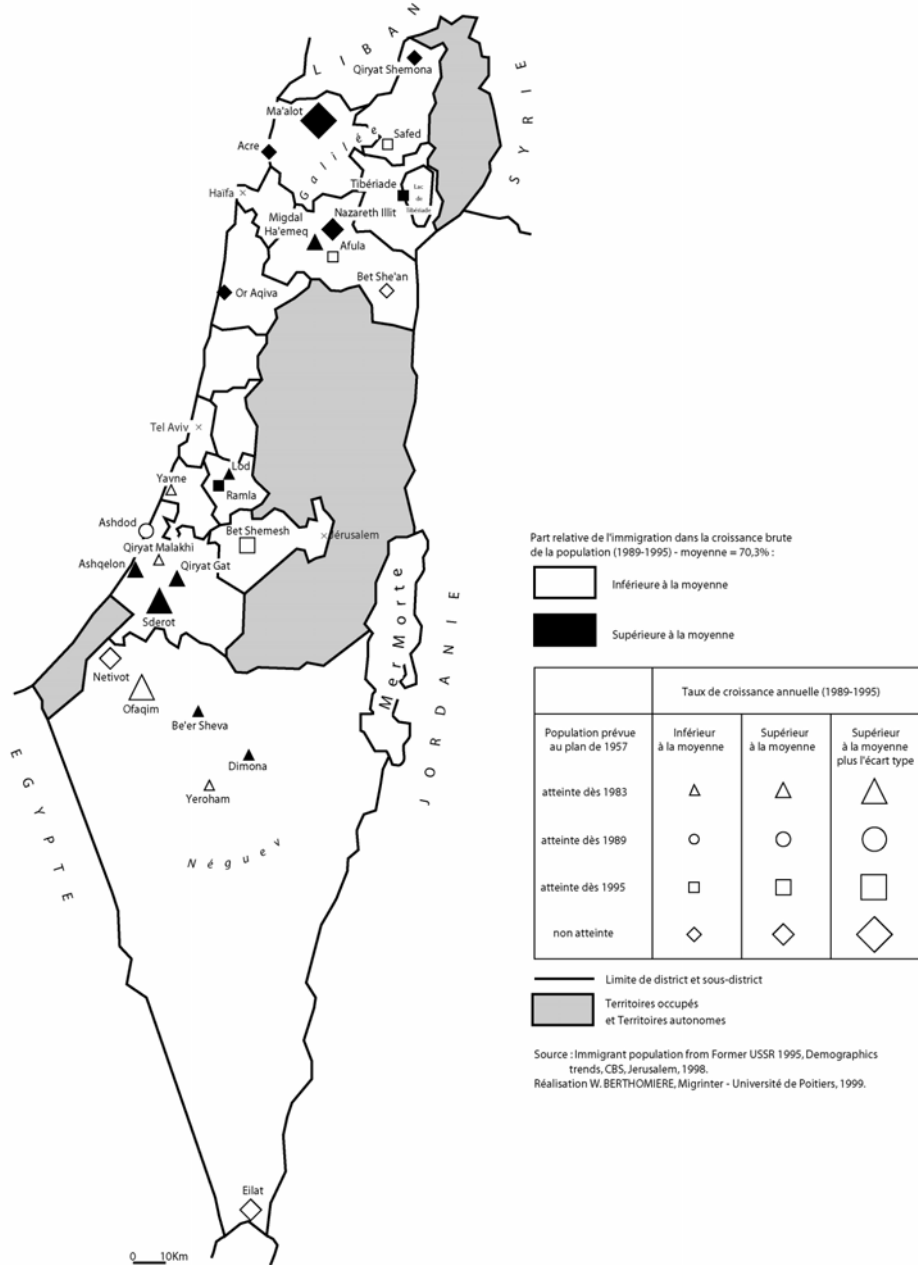 LIBAN
Qiryat Shemona
SYRIE
Ma'alot
Galilée
Safed
Acre
Tibériade
Lac
de
Tibériade
Haïfa
Nazareth Illit
Migdal
Ha'emeq
Afula
Bet She'an
Or Aqiva
Tel Aviv
Lod
Yavne
Ramla
Ashdod
Bet Shemesh
Jérusalem
Qiryat Malakhi
Ashqelon
Qiryat Gat
Sderot
Mer Morte
JORDANIE
Netivot
Ofaqim
Be'er Sheva
Dimona
Yeroham
EGYPTE
Néguev
Eilat
0 10Km
Part relative de l'immigration dans la croissance brute
de la population (1989-1995) - moyenne = 70,3% :
Inférieure à la moyenne
Supérieure à la moyenne
Taux de croissance annuelle (1989-1995)
Population prévue
au plan de 1957
Inférieur
à la moyenne
Supérieur
à la moyenne
Supérieur
à la moyenne
plus l'écart type
atteinte dès 1983
atteinte dès 1989
atteinte dès 1995
non atteinte
Limite de district et sous-district
Territoires occupés
et Territoires autonomes
Source : Immigrant population from Former USSR 1995, Demographics
trends, CBS, Jerusalem, 1998.
Réalisation W. BERTHOMIERE, Migrinter - Université de Poitiers, 1999.